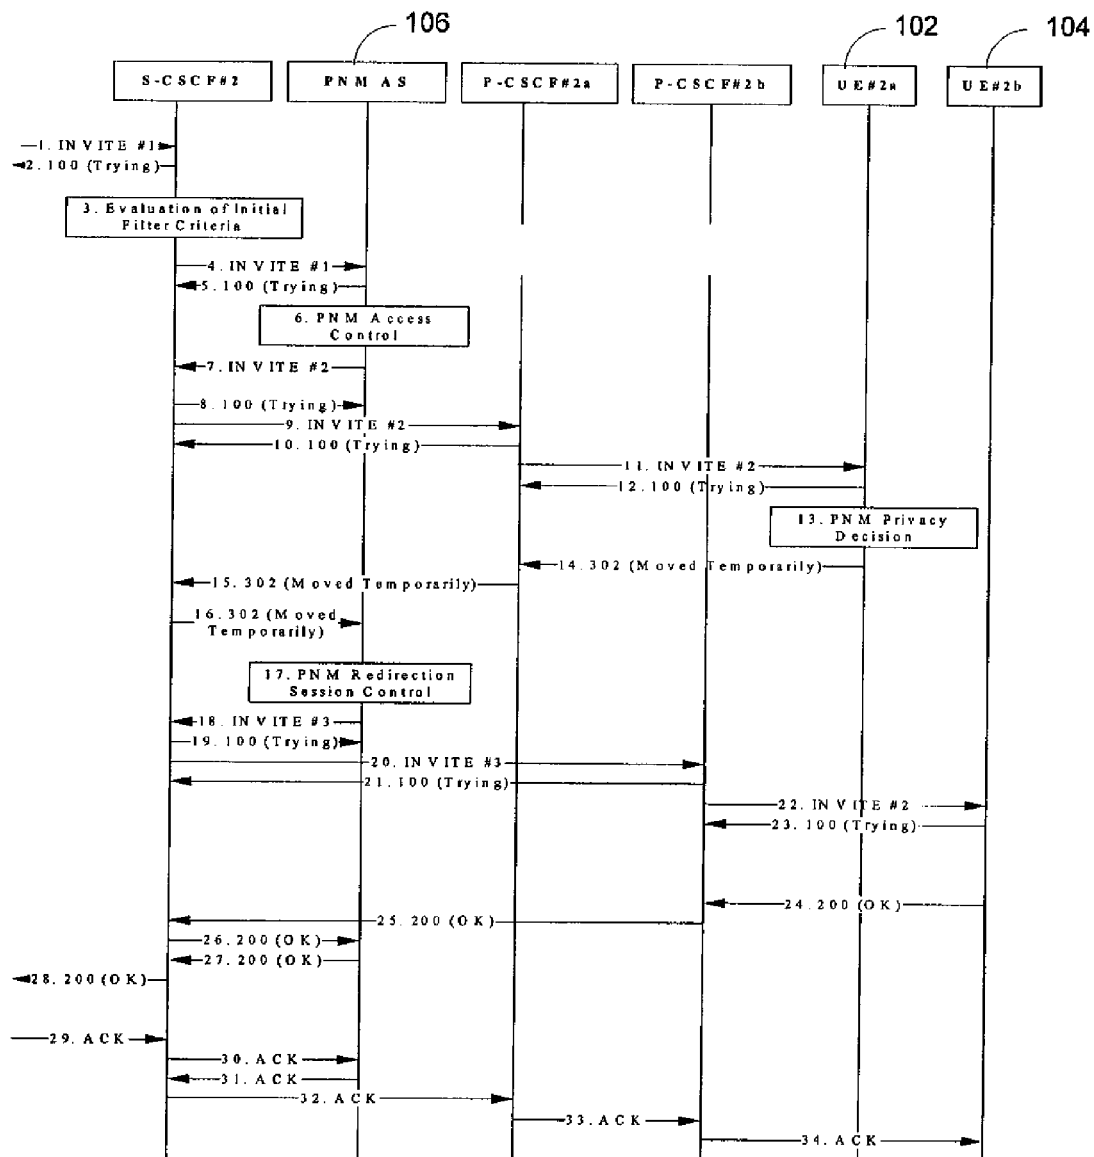 106
102
104
S-CSCF#2
PNM AS
P-CSCF#2a
P-CSCF#2b
UE#2a
UE#2b
1. INVITE #1
2.100 (Trying)
3. Evaluation of Initial
Filter Criteria
4. INVITE #1
5.100 (Trying)
6. PNM Access
Control
7. INVITE #2
8.100 (Trying)
9. INVITE #2
10.100 (Trying)
11. INVITE #2
12.100 (Trying)
13. PNM Privacy
Decision
14.302 (Moved Temporarily)
15.302 (Moved Temporarily)
16.302 (Moved
Temporarily)
17. PNM Redirection
Session Control
18. INVITE #3
19.100 (Trying)
20. INVITE #3
21.100 (Trying)
22. INVITE #2
23.100 (Trying)
24.200 (OK)
25.200 (OK)
26.200 (OK)
27.200 (OK)
28.200 (OK)
29. ACK
30. ACK
31. ACK
32. ACK
33. ACK
34. ACK